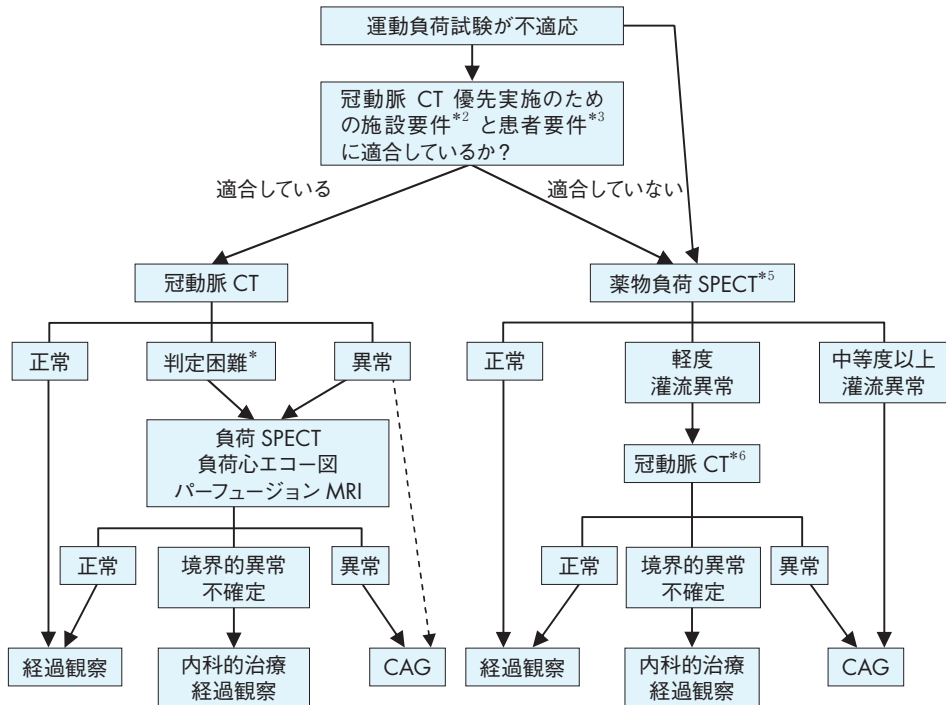 運動負荷試験が不適応
冠動脈 CT 優先実施のため
の施設要件*2 と患者要件*3
に適合しているか？
適合している
適合していない
冠動脈 CT
薬物負荷 SPECT*5
正常
判定困難*
異常
正常
軽度
灌流異常
中等度以上
灌流異常
負荷 SPECT
負荷心エコー図
パーフュージョン MRI
冠動脈 CT*6
正常
境界的異常
不確定
異常
正常
境界的異常
不確定
異常
経過観察
内科的治療
経過観察
CAG
経過観察
内科的治療
経過観察
CAG